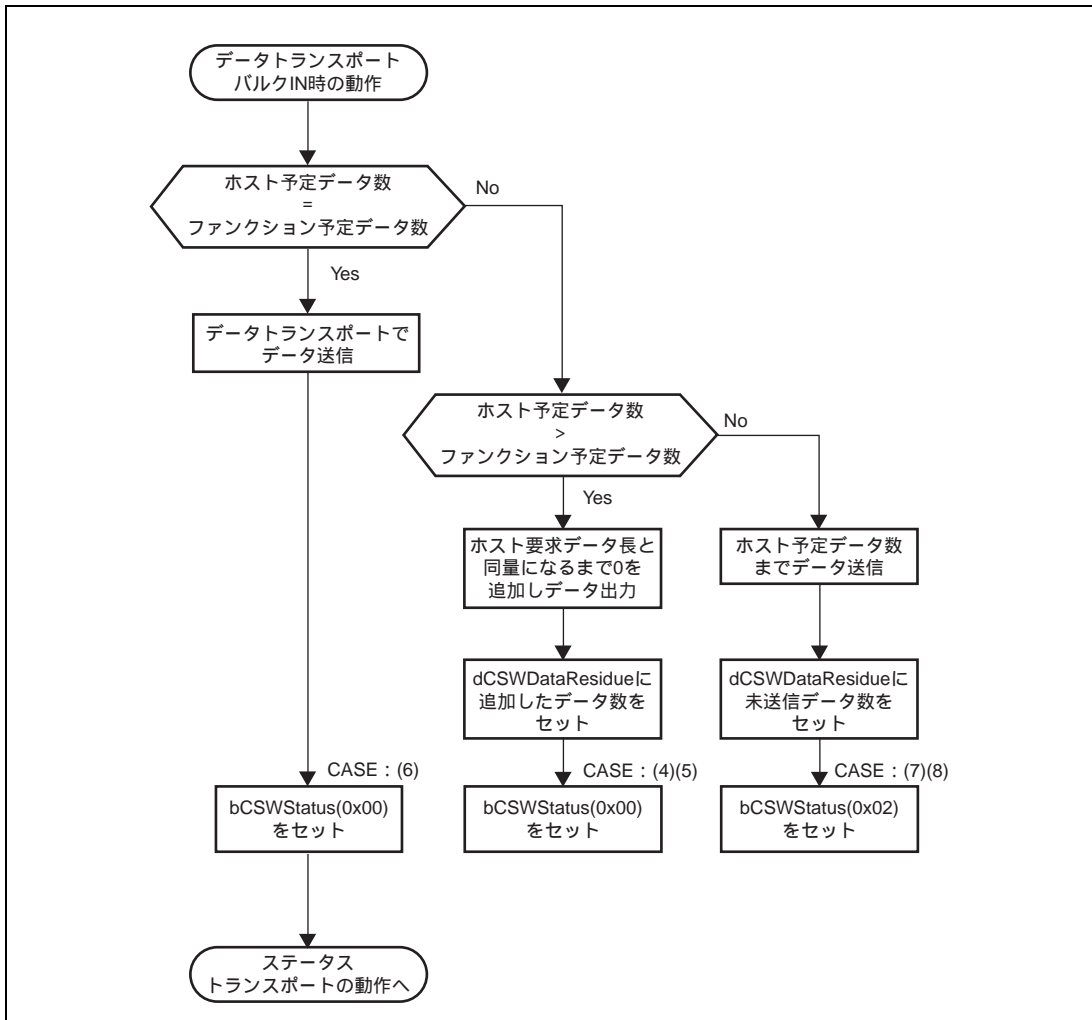 データトランスポート
バルクIN時の動作
ホスト予定データ数
=
ファンクション予定データ数
No
Yes
データトランスポートで
データ送信
ホスト予定データ数
>
ファンクション予定データ数
No
Yes
ホスト要求データ長と
同量になるまで0を
追加しデータ出力
ホスト予定データ数
までデータ送信
dCSWDataResidueに
追加したデータ数を
セット
dCSWDataResidueに
未送信データ数を
セット
CASE：(6)
CASE：(4)(5)
CASE：(7)(8)
bCSWStatus(0x00)
をセット
bCSWStatus(0x00)
をセット
bCSWStatus(0x02)
をセット
ステータス
トランスポートの動作へ